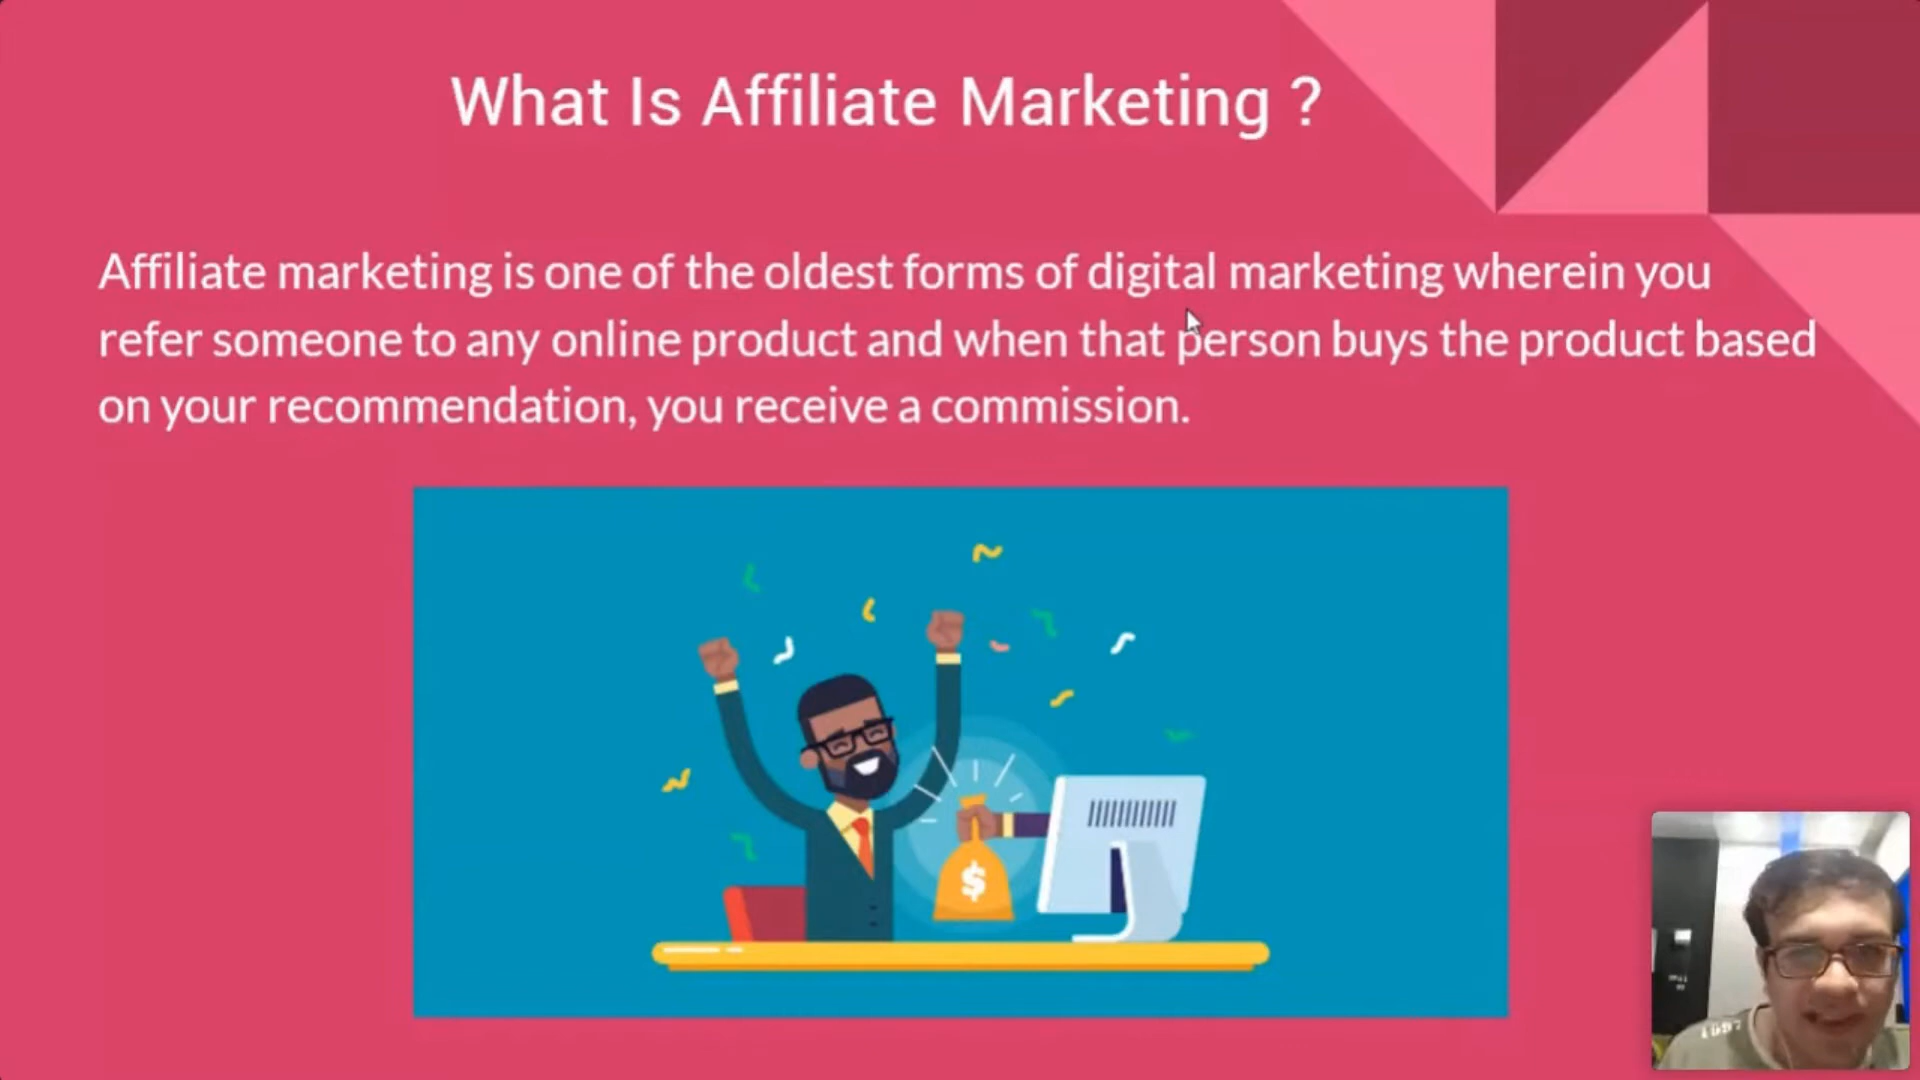 What Is Affiliate Marketing ?
Affiliate marketing is one of the oldest forms of digital marketing wherein you
refer someone to any online product and when that person buys the product based
on your recommendation, you receive a commission.
$